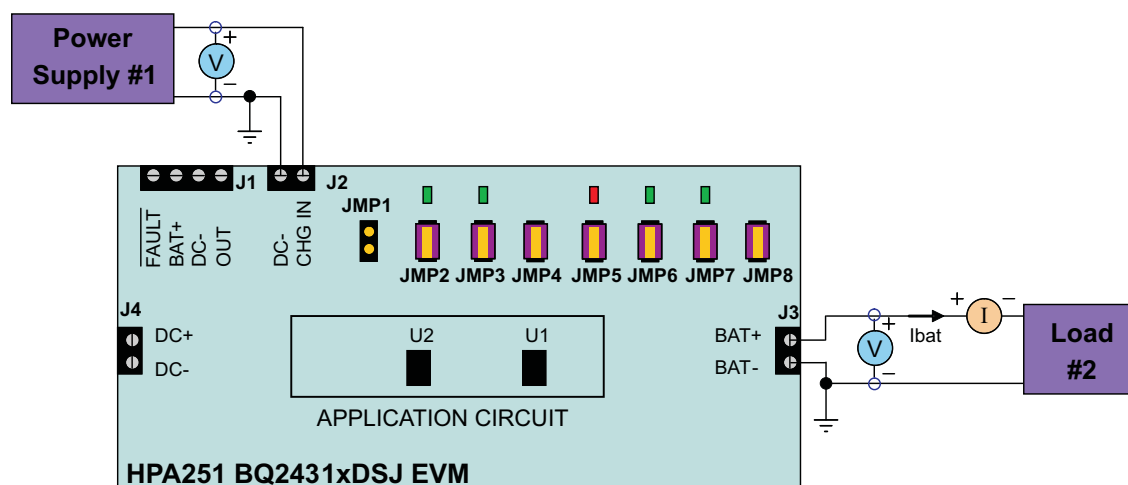 Power
Supply #1
+
V
−
J1
J2
FAULT
BAT+
DC-
OUT
DC-
CHG IN
JMP1
JMP2
JMP3
JMP4
JMP5
JMP6
JMP7
JMP8
J4
DC+
DC-
U2
U1
APPLICATION CIRCUIT
J3
BAT+
BAT-
+
V
−
Ibat
+
I
−
Load
#2
HPA251 BQ2431xDSJ EVM